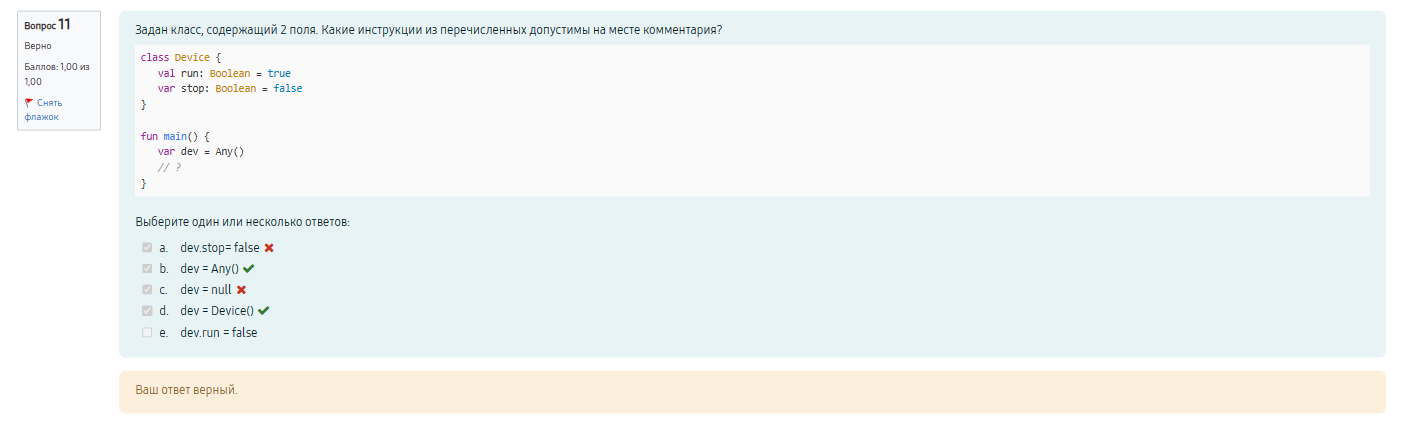 Вопрос 11
Верно
Баллов: 1,00 из
1,00
Снять
флажок
Задан класс, содержащий 2 поля. Какие инструкции из перечисленных допустимы на месте комментария?
class Device {
val run: Boolean = true
var stop: Boolean = false
}
fun main() {
var dev = Any()
// ?
}
Выберите один или несколько ответов:
a. dev.stop= false
b. dev = Any()
c. dev = null
d. dev = Device()
e. dev.run = false
Ваш ответ верный.